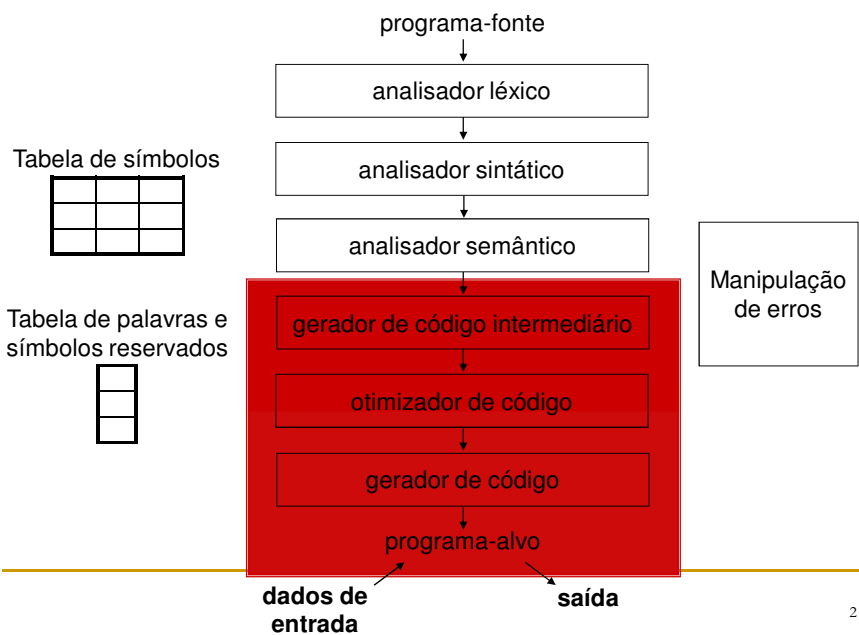 programa-fonte
analisador léxico
Tabela de símbolos
analisador sintático
analisador semântico
Manipulação
de erros
Tabela de palavras e
símbolos reservados
gerador de código intermediário
otimizador de código
gerador de código
programa-alvo
dados de
entrada
saída
2